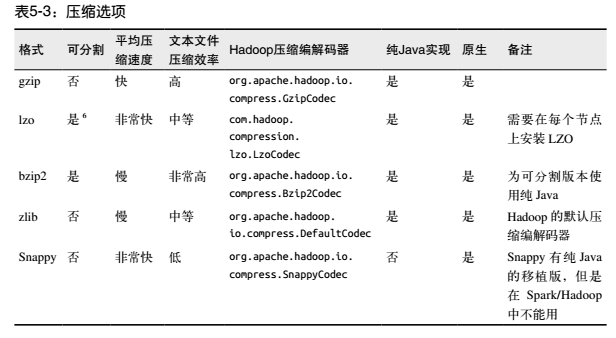 表5-3：压缩选项
格式 可分割 平均压缩速度 文本文件压缩效率 Hadoop压缩编解码器 纯Java实现 原生 备注
gzip 否 快 高 org.apache.hadoop.io.compress.GzipCodec 是 是
lzo 是6 非常快 中等 com.hadoop.compression.lzo.LzoCodec 是 是 需要在每个节点上安装 LZO
bzip2 是 慢 非常高 org.apache.hadoop.io.compress.Bzip2Codec 是 是 为可分割版本使用纯 Java
zlib 否 慢 中等 org.apache.hadoop.io.compress.DefaultCodec 是 是 Hadoop 的默认压缩编解码器
Snappy 否 非常快 低 org.apache.hadoop.io.compress.SnappyCodec 否 是 Snappy 有纯 Java 的移植版，但是在 Spark/Hadoop 中不能用